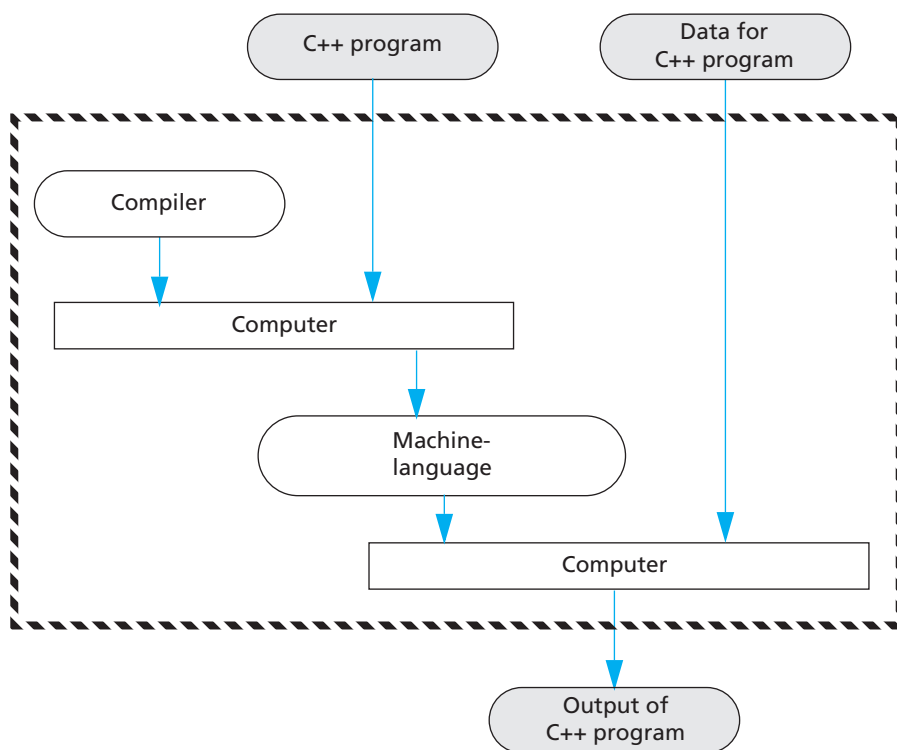 C++ program
Data for
C++ program
Compiler
Computer
Machine-
language
Computer
Output of
C++ program